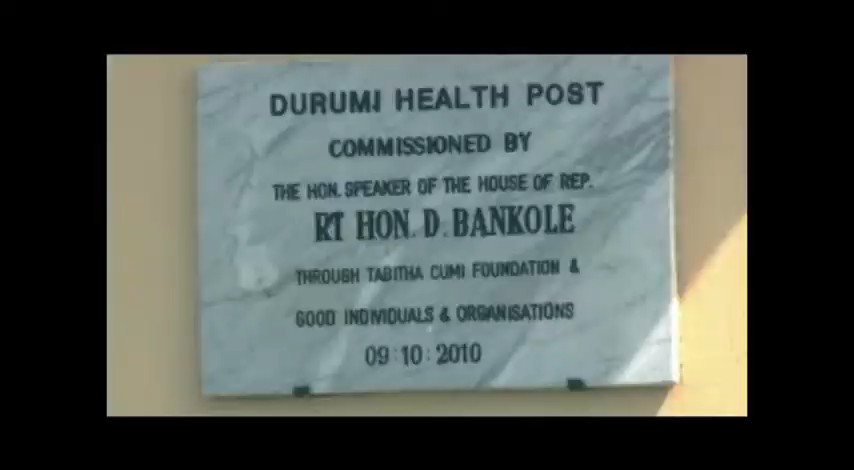 DURUMI HEALTH POST
COMMISSIONED BY
THE HON. SPEAKER OF THE HOUSE OF REP.
RT HON. D. BANKOLE
THROUGH TABITHA CUMI FOUNDATION &
GOOD INDIVIDUALS & ORGANISATIONS
09:10:2010